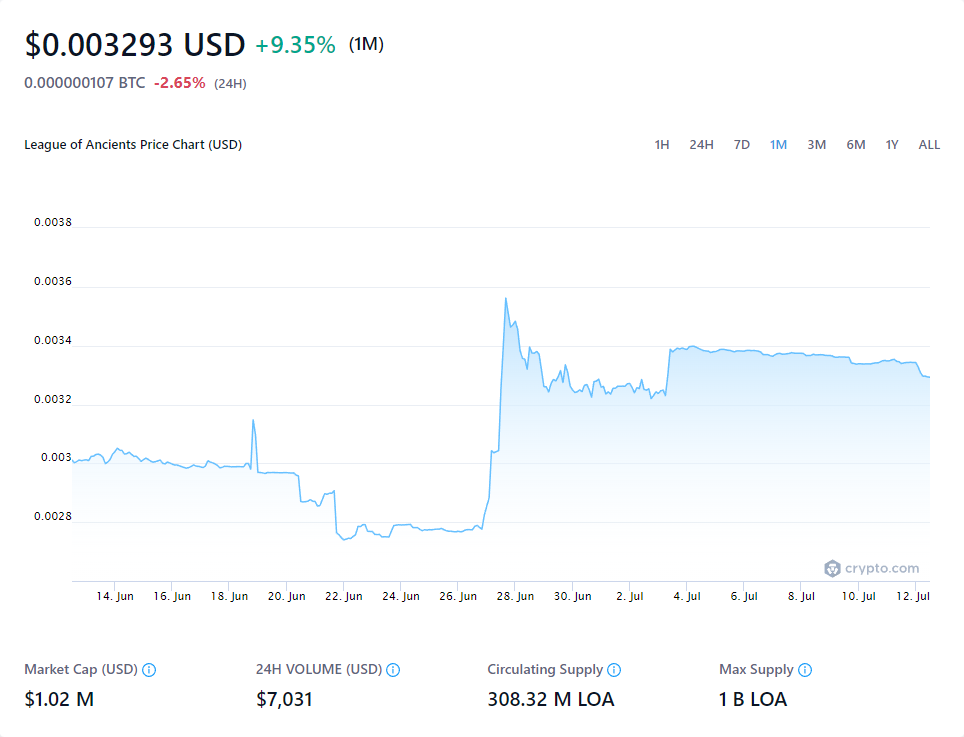 $0.003293 USD +9.35% (1M)
0.000000107 BTC -2.65% (24H)
League of Ancients Price Chart (USD) 1H 24H 7D 1M 3M 6M 1Y ALL
0.0038
0.0036
0.0034
0.0032
0.003
0.0028
crypto.com
14. Jun 16. Jun 18. Jun 20. Jun 22. Jun 24. Jun 26. Jun 28. Jun 30. Jun 2. Jul 4. Jul 6. Jul 8. Jul 10. Jul 12. Jul
Market Cap (USD) 24H VOLUME (USD) Circulating Supply Max Supply
$1.02 M $7,031 308.32 M LOA 1 B LOA